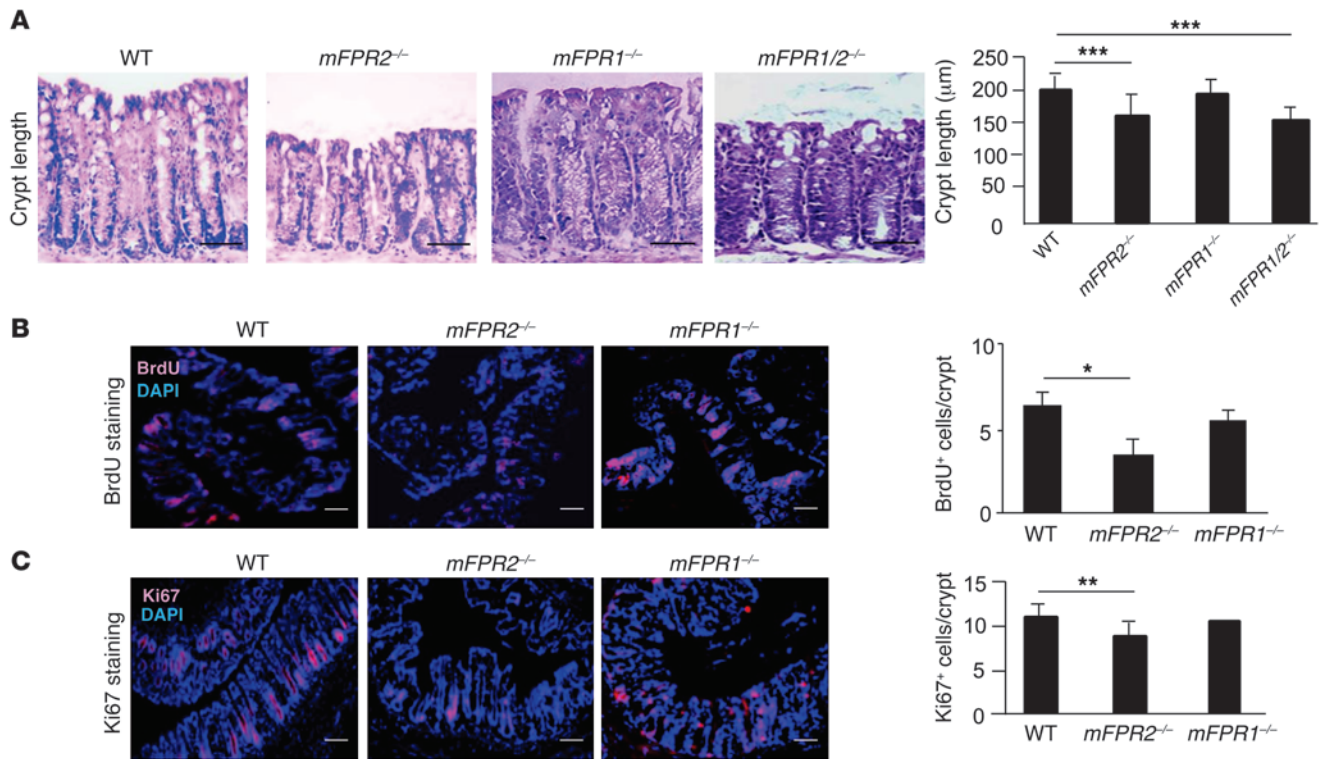 A
WT
mFPR2–/–
mFPR1–/–
mFPR1/2–/–
Crypt length
Crypt length (μm)
250
200
150
100
50
0
***
***
WT
mFPR2–/–
mFPR1–/–
mFPR1/2–/–
B
WT
mFPR2–/–
mFPR1–/–
BrdU staining
BrdU
DAPI
BrdU+ cells/crypt
10
5
0
*
WT
mFPR2–/–
mFPR1–/–
C
WT
mFPR2–/–
mFPR1–/–
Ki67 staining
Ki67
DAPI
Ki67+ cells/crypt
15
10
5
0
**
WT
mFPR2–/–
mFPR1–/–